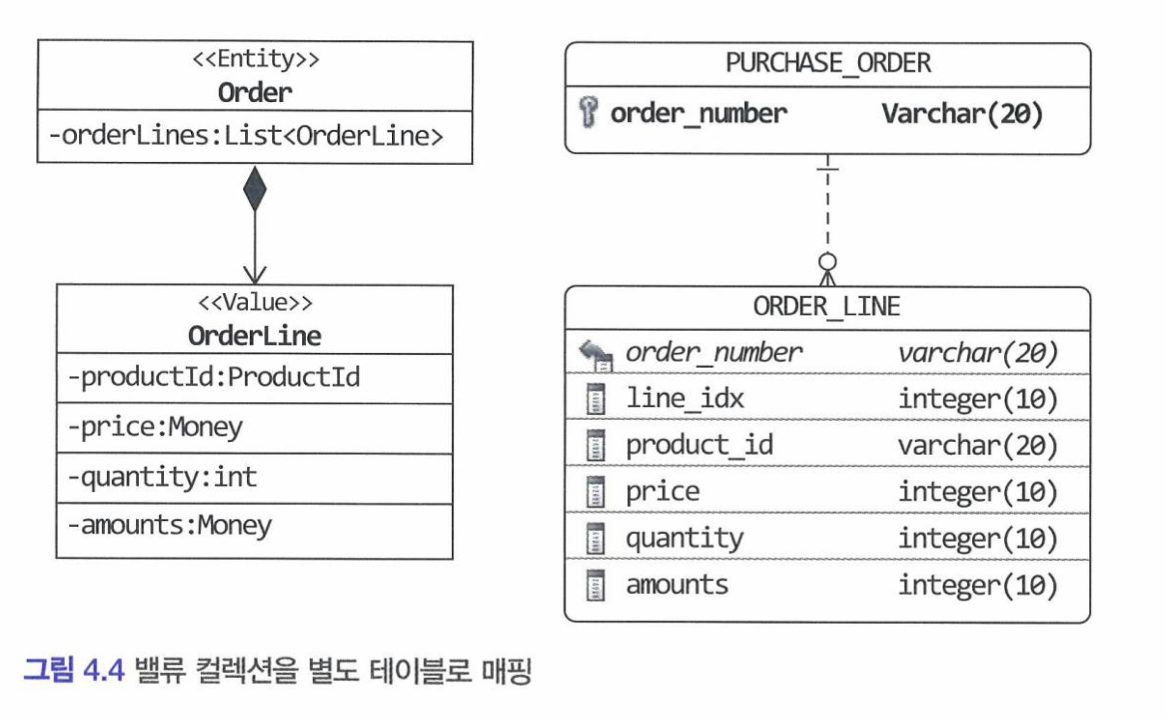 <<Entity>>
Order
-orderLines:List<OrderLine>
<<Value>>
OrderLine
-productId:ProductId
-price:Money
-quantity:int
-amounts:Money
PURCHASE_ORDER
order_number Varchar(20)
ORDER_LINE
order_number varchar(20)
line_idx integer(10)
product_id varchar(20)
price integer(10)
quantity integer(10)
amounts integer(10)
그림 4.4 밸류 컬렉션을 별도 테이블로 매핑